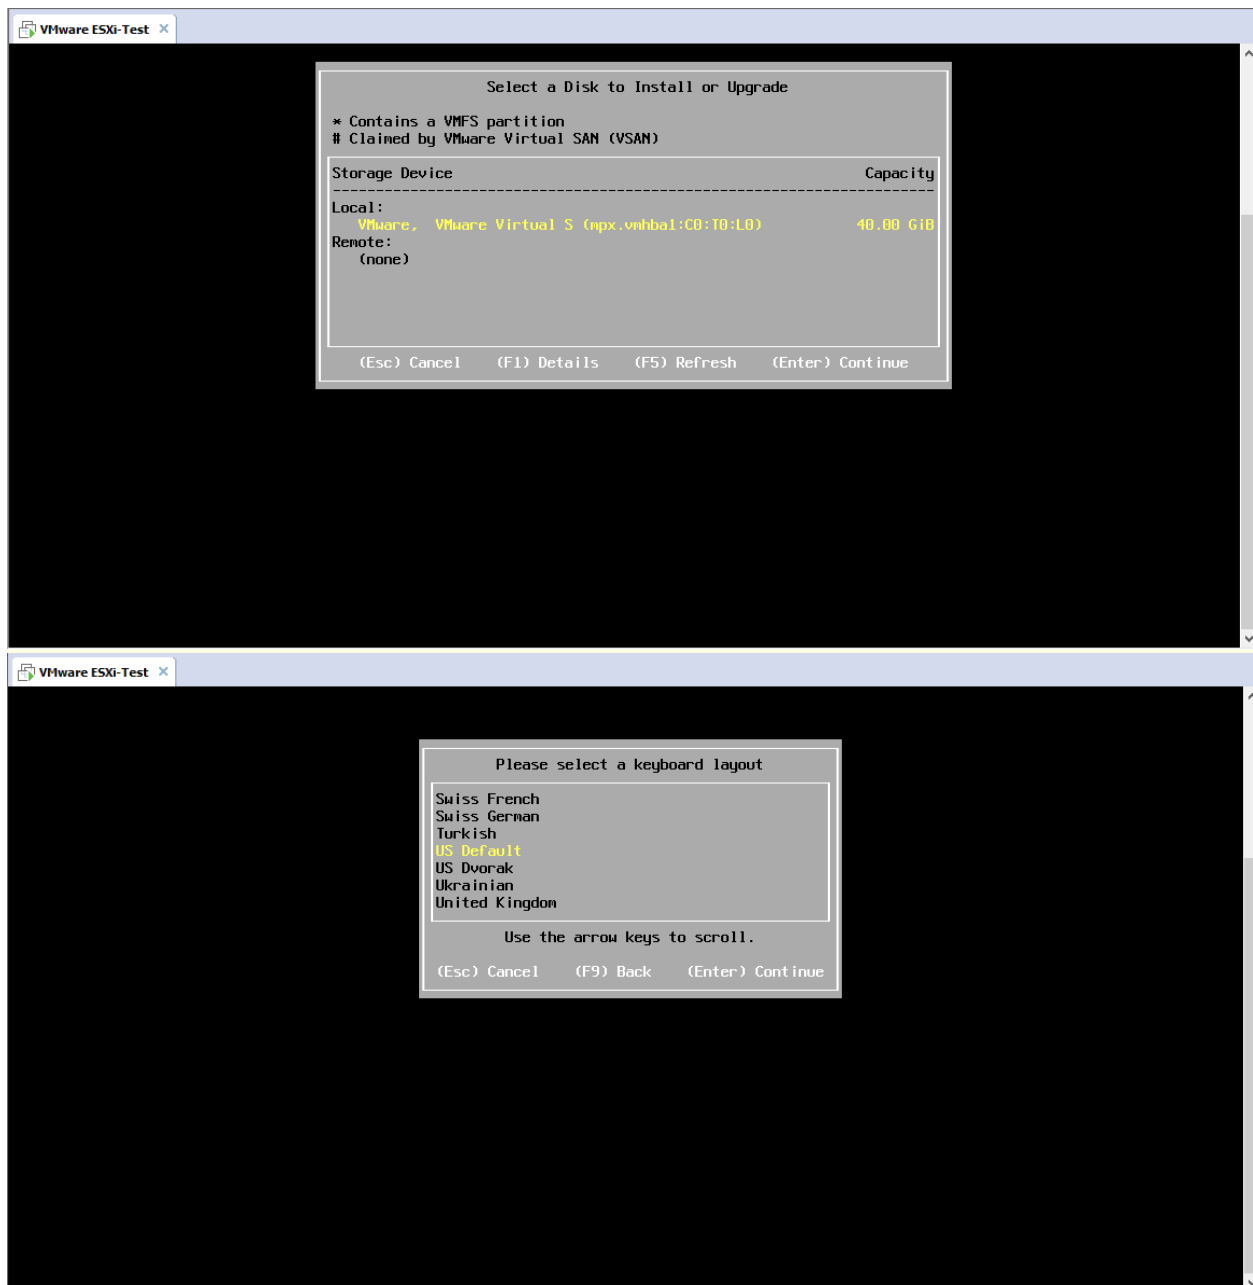 VMware ESXi-Test ×
Select a Disk to Install or Upgrade
* Contains a VMFS partition
# Claimed by VMware Virtual SAN (VSAN)
Storage Device Capacity
--------------------------------------------------------------------------------
Local:
VMware, VMware Virtual S (mpx.vmhba1:C0:T0:L0) 40.00 GiB
Remote:
(none)
(Esc) Cancel (F1) Details (F5) Refresh (Enter) Continue
VMware ESXi-Test ×
Please select a keyboard layout
Swiss French
Swiss German
Turkish
US Default
US Dvorak
Ukrainian
United Kingdom
Use the arrow keys to scroll.
(Esc) Cancel (F9) Back (Enter) Continue